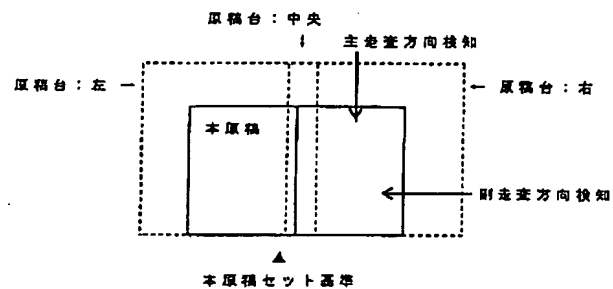 原稿台：中央
主走査方向検知
原稿台：左
原稿台：右
本原稿
副走査方向検知
本原稿セット基準